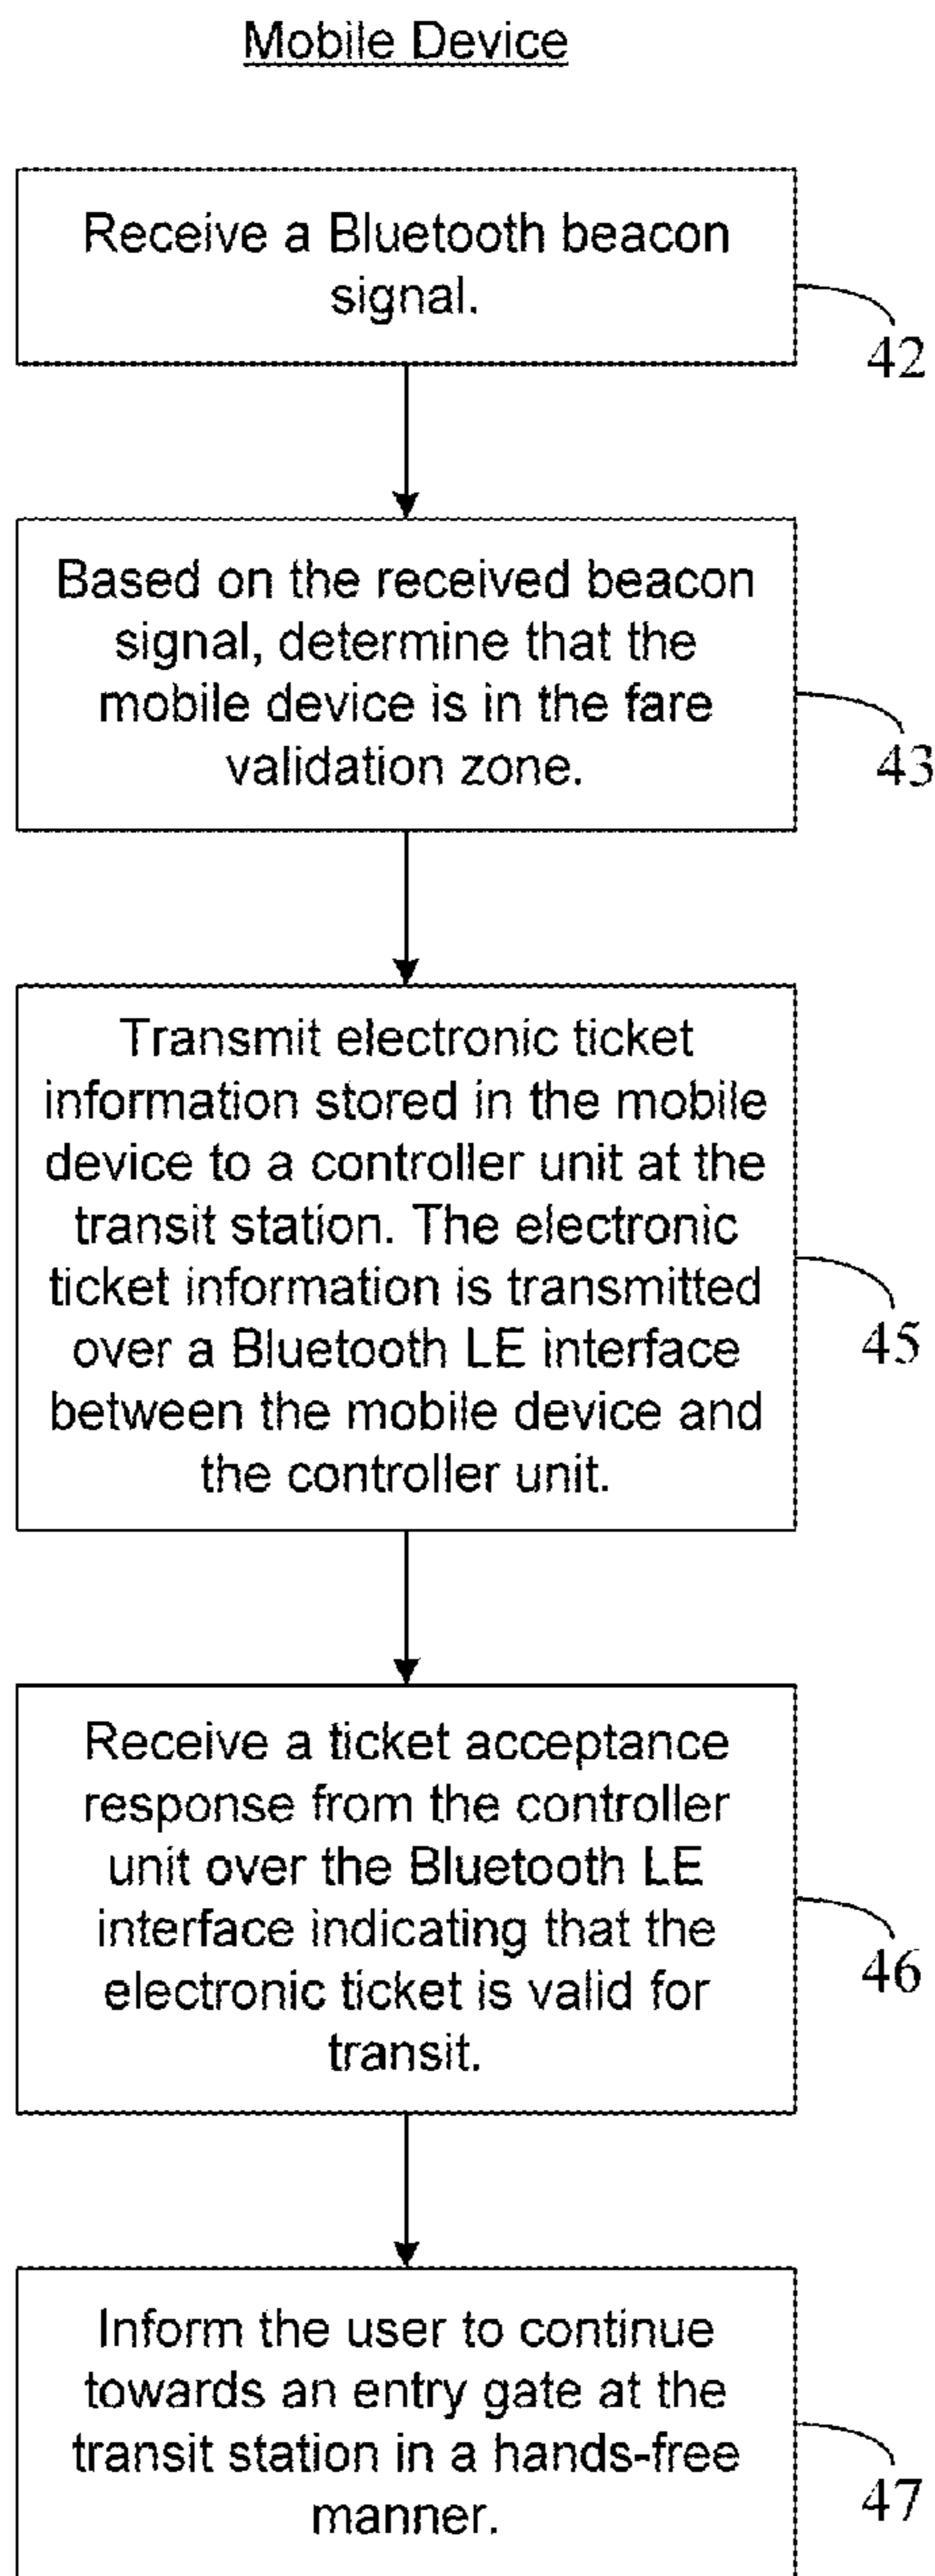 Mobile Device
Receive a Bluetooth beacon
signal.
42
Based on the received beacon
signal, determine that the
mobile device is in the fare
validation zone.
43
Transmit electronic ticket
information stored in the mobile
device to a controller unit at the
transit station. The electronic
ticket information is transmitted
over a Bluetooth LE interface
between the mobile device and
the controller unit.
45
Receive a ticket acceptance
response from the controller
unit over the Bluetooth LE
interface indicating that the
electronic ticket is valid for
transit.
46
Inform the user to continue
towards an entry gate at the
transit station in a hands-free
manner.
47